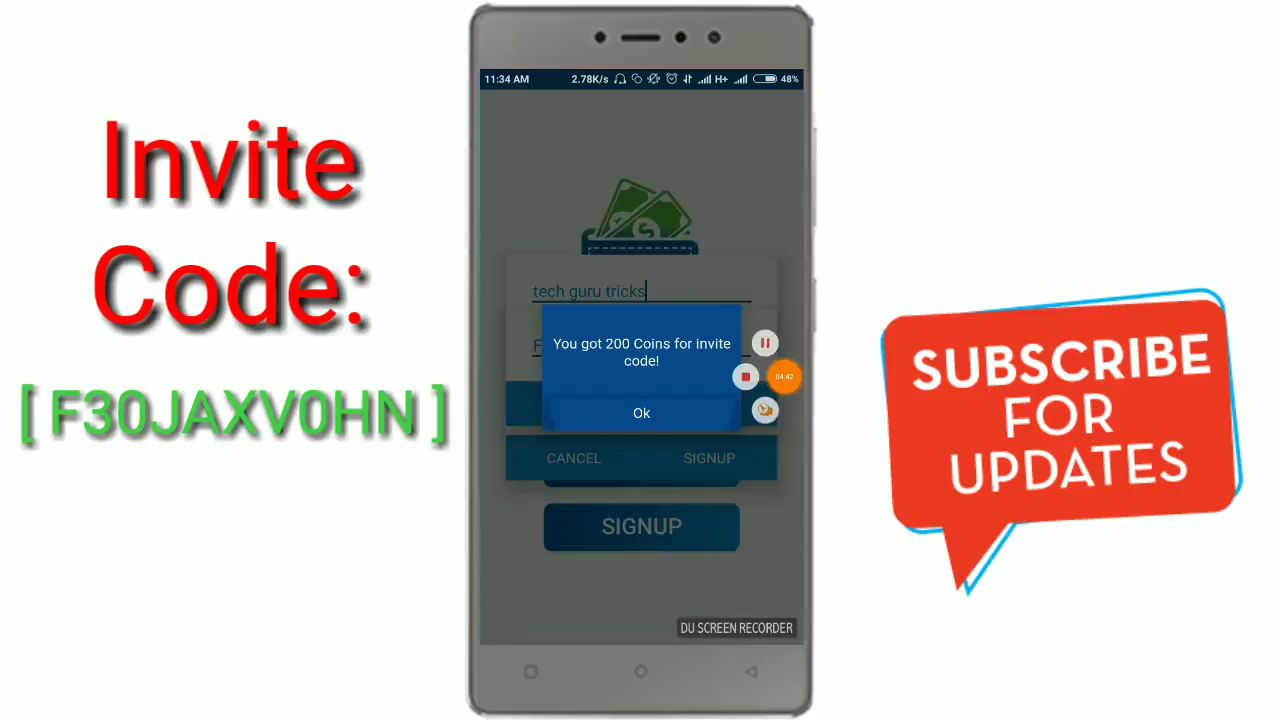 Invite
Code:
[ F30JAXV0HN ]
11:34 AM 2.78K/s H+ 48%
tech guru tricks
F
You got 200 Coins for invite
code!
Ok
04:42
CANCEL SIGNUP
SIGNUP
DU SCREEN RECORDER
SUBSCRIBE
FOR
UPDATES